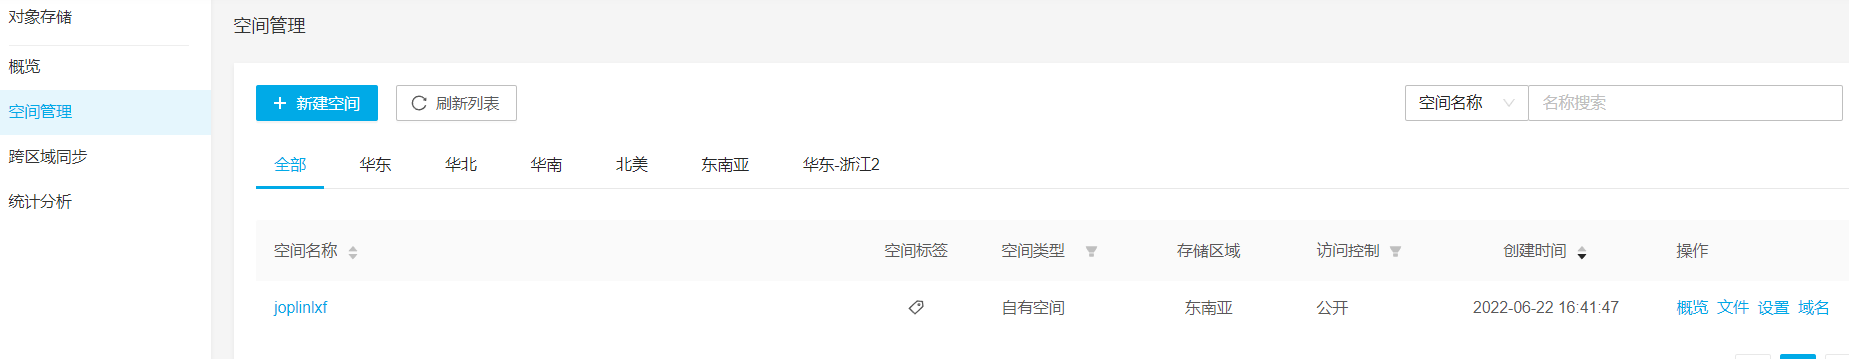 对象存储
概览
空间管理
跨区域同步
统计分析
空间管理
新建空间 刷新列表 空间名称 名称搜索
全部 华东 华北 华南 北美 东南亚 华东-浙江2
空间名称 空间标签 空间类型 存储区域 访问控制 创建时间 操作
joplinlxf 自有空间 东南亚 公开 2022-06-22 16:41:47 概览 文件 设置 域名